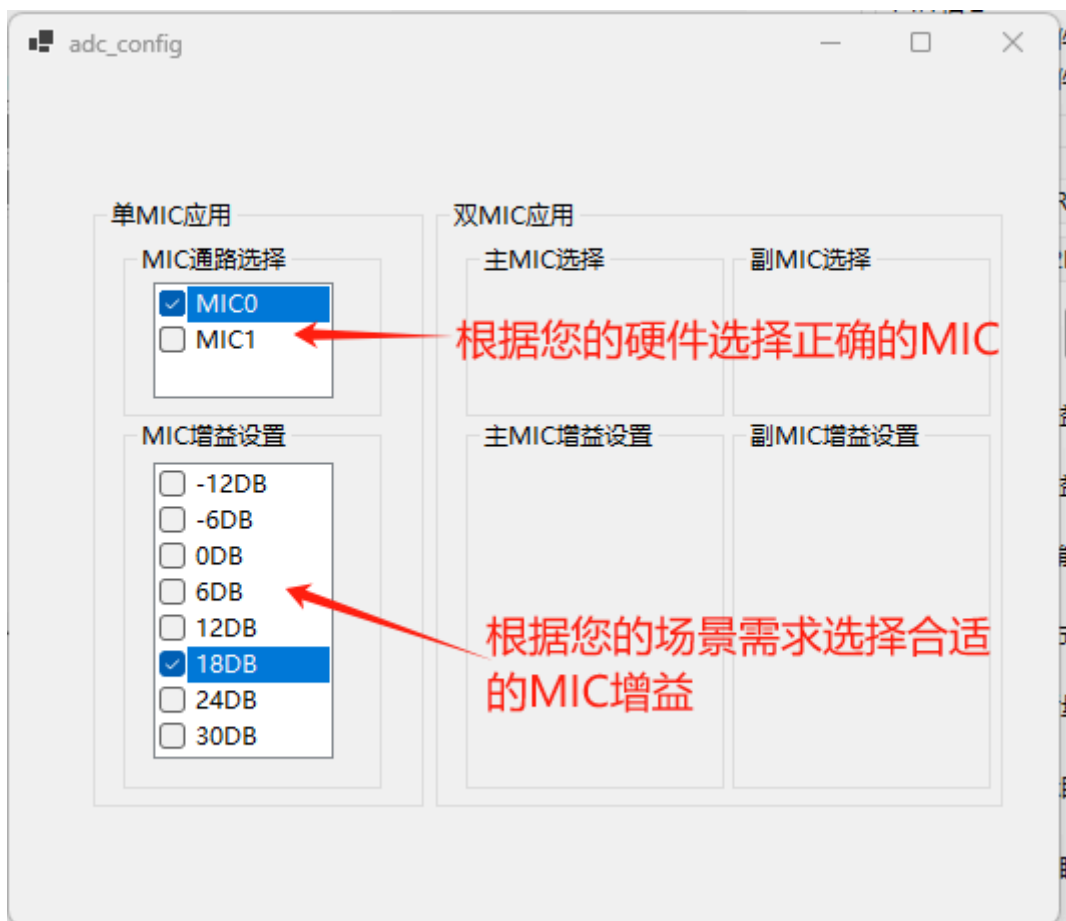 adc_config
单MIC应用
MIC通路选择
MIC0
MIC1
MIC增益设置
-12DB
-6DB
0DB
6DB
12DB
18DB
24DB
30DB
双MIC应用
主MIC选择
副MIC选择
根据您的硬件选择正确的MIC
主MIC增益设置
副MIC增益设置
根据您的场景需求选择合适
的MIC增益